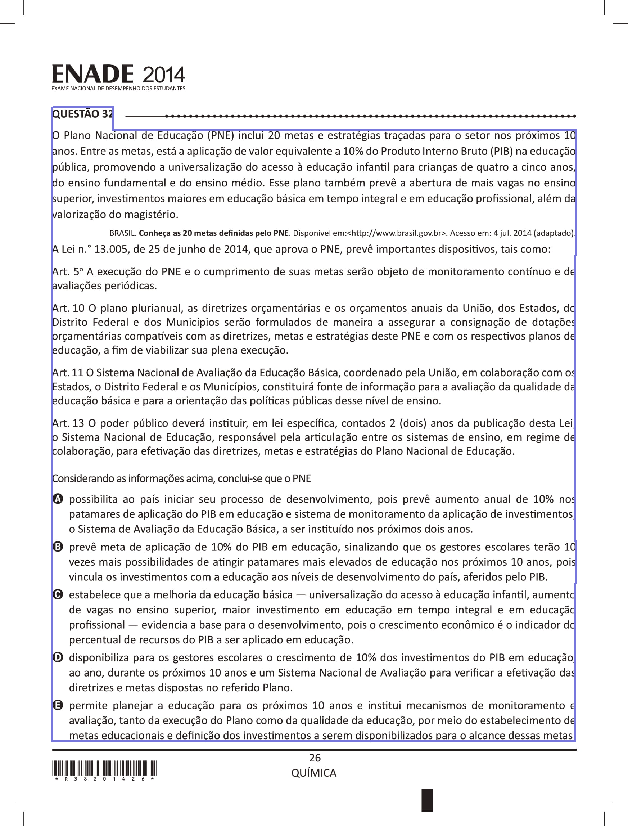 ENADE 2014
EXAME NACIONAL DE DESEMPENHO DOS ESTUDANTES
QUESTÃO 32
O Plano Nacional de Educação (PNE) inclui 20 metas e estratégias traçadas para o setor nos próximos 10
anos. Entre as metas, está a aplicação de valor equivalente a 10% do Produto Interno Bruto (PIB) na educação
pública, promovendo a universalização do acesso à educação infantil para crianças de quatro a cinco anos,
do ensino fundamental e do ensino médio. Esse plano também prevê a abertura de mais vagas no ensino
superior, investimentos maiores em educação básica em tempo integral e em educação profissional, além da
valorização do magistério.
BRASIL. Conheça as 20 metas definidas pelo PNE. Disponível em:<http://www.brasil.gov.br>. Acesso em: 4 jul. 2014 (adaptado).
A Lei n.° 13.005, de 25 de junho de 2014, que aprova o PNE, prevê importantes dispositivos, tais como:
Art. 5º A execução do PNE e o cumprimento de suas metas serão objeto de monitoramento contínuo e de
avaliações periódicas.
Art. 10 O plano plurianual, as diretrizes orçamentárias e os orçamentos anuais da União, dos Estados, do
Distrito Federal e dos Municípios serão formulados de maneira a assegurar a consignação de dotações
orçamentárias compatíveis com as diretrizes, metas e estratégias deste PNE e com os respectivos planos de
educação, a fim de viabilizar sua plena execução.
Art. 11 O Sistema Nacional de Avaliação da Educação Básica, coordenado pela União, em colaboração com os
Estados, o Distrito Federal e os Municípios, constituirá fonte de informação para a avaliação da qualidade da
educação básica e para a orientação das políticas públicas desse nível de ensino.
Art. 13 O poder público deverá instituir, em lei específica, contados 2 (dois) anos da publicação desta Lei,
o Sistema Nacional de Educação, responsável pela articulação entre os sistemas de ensino, em regime de
colaboração, para efetivação das diretrizes, metas e estratégias do Plano Nacional de Educação.
Considerando as informações acima, conclui-se que o PNE
A possibilita ao país iniciar seu processo de desenvolvimento, pois prevê aumento anual de 10% nos
patamares de aplicação do PIB em educação e sistema de monitoramento da aplicação de investimentos,
o Sistema de Avaliação da Educação Básica, a ser instituído nos próximos dois anos.
B prevê meta de aplicação de 10% do PIB em educação, sinalizando que os gestores escolares terão 10
vezes mais possibilidades de atingir patamares mais elevados de educação nos próximos 10 anos, pois
vincula os investimentos com a educação aos níveis de desenvolvimento do país, aferidos pelo PIB.
C estabelece que a melhoria da educação básica — universalização do acesso à educação infantil, aumento
de vagas no ensino superior, maior investimento em educação em tempo integral e em educação
profissional — evidencia a base para o desenvolvimento, pois o crescimento econômico é o indicador do
percentual de recursos do PIB a ser aplicado em educação.
D disponibiliza para os gestores escolares o crescimento de 10% dos investimentos do PIB em educação,
ao ano, durante os próximos 10 anos e um Sistema Nacional de Avaliação para verificar a efetivação das
diretrizes e metas dispostas no referido Plano.
E permite planejar a educação para os próximos 10 anos e institui mecanismos de monitoramento e
avaliação, tanto da execução do Plano como da qualidade da educação, por meio do estabelecimento de
metas educacionais e definição dos investimentos a serem disponibilizados para o alcance dessas metas.
26
QUÍMICA
*R3820142​6*